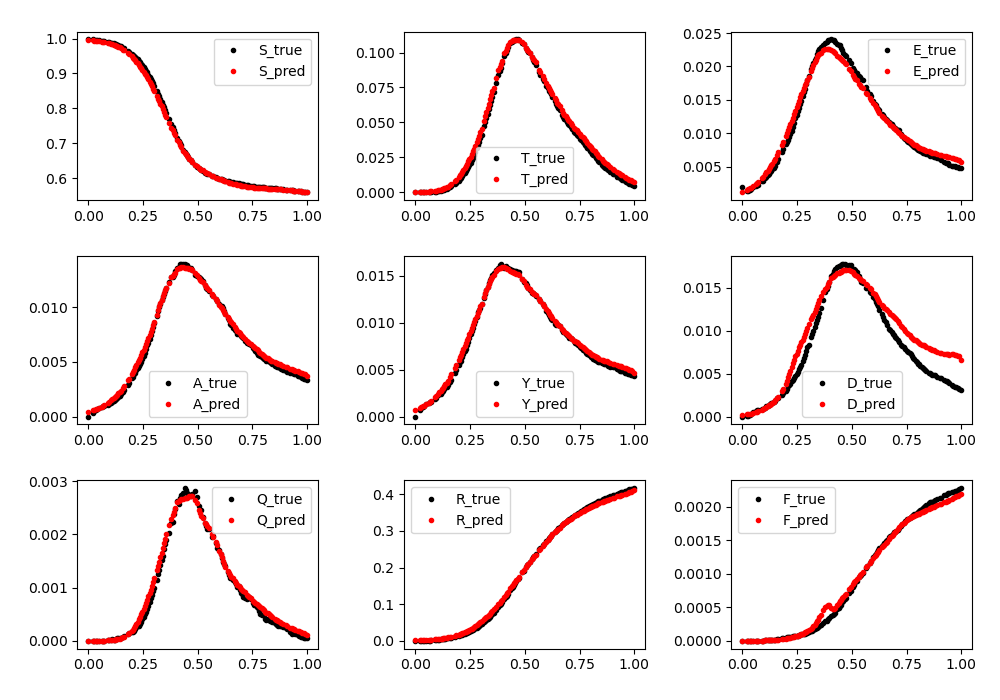 1.0
0.9
0.8
0.7
0.6
0.00 0.25 0.50 0.75 1.00
S_true
S_pred
0.100
0.075
0.050
0.025
0.000
0.00 0.25 0.50 0.75 1.00
T_true
T_pred
0.025
0.020
0.015
0.010
0.005
0.00 0.25 0.50 0.75 1.00
E_true
E_pred
0.010
0.005
0.000
0.00 0.25 0.50 0.75 1.00
A_true
A_pred
0.015
0.010
0.005
0.000
0.00 0.25 0.50 0.75 1.00
Y_true
Y_pred
0.015
0.010
0.005
0.000
0.00 0.25 0.50 0.75 1.00
D_true
D_pred
0.003
0.002
0.001
0.000
0.00 0.25 0.50 0.75 1.00
Q_true
Q_pred
0.4
0.3
0.2
0.1
0.0
0.00 0.25 0.50 0.75 1.00
R_true
R_pred
0.0020
0.0015
0.0010
0.0005
0.0000
0.00 0.25 0.50 0.75 1.00
F_true
F_pred